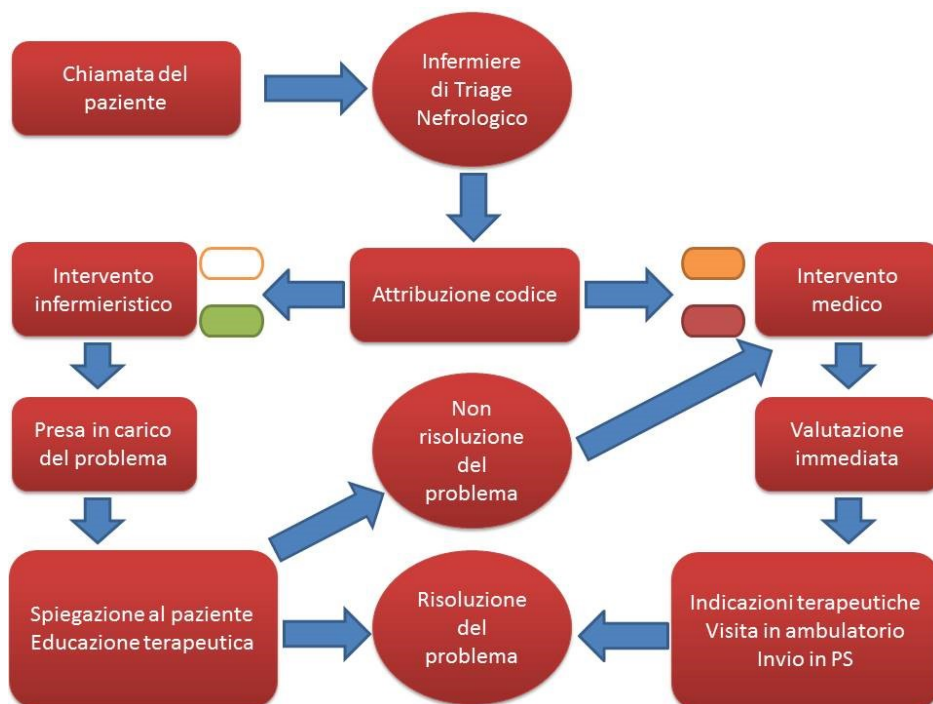 Chiamata del
paziente
Infermiere
di Triage
Nefrologico
Intervento
infermieristico
Attribuzione codice
Intervento
medico
Presa in carico
del problema
Non
risoluzione
del
problema
Valutazione
immediata
Spiegazione al paziente
Educazione terapeutica
Risoluzione
del
problema
Indicazioni terapeutiche
Visita in ambulatorio
Invio in PS